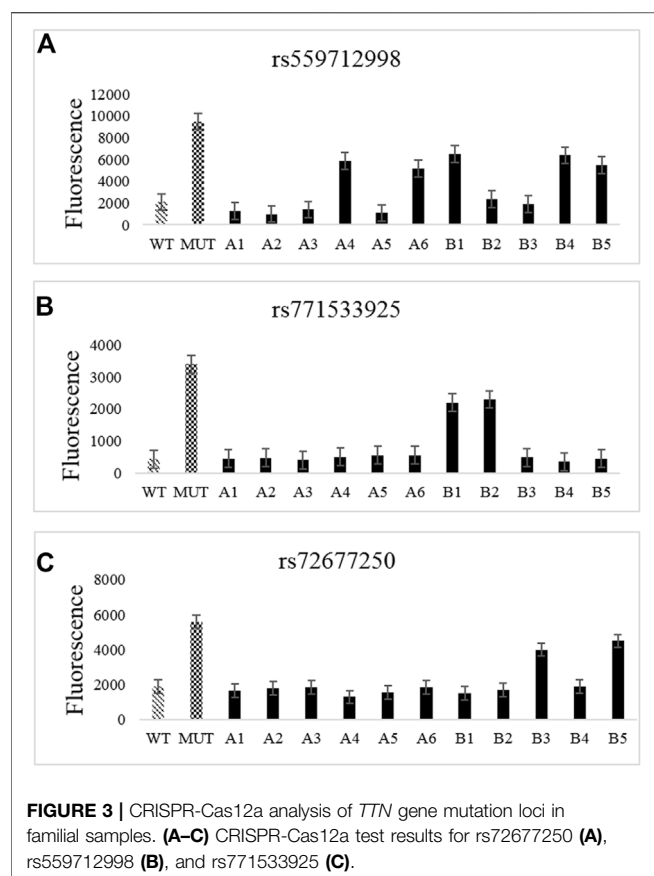 A
rs559712998
Fluorescence
12000
10000
8000
6000
4000
2000
0
WT MUT A1 A2 A3 A4 A5 A6 B1 B2 B3 B4 B5
B
rs771533925
Fluorescence
4000
3000
2000
1000
0
WT MUT A1 A2 A3 A4 A5 A6 B1 B2 B3 B4 B5
C
rs72677250
Fluorescence
8000
6000
4000
2000
0
WT MUT A1 A2 A3 A4 A5 A6 B1 B2 B3 B4 B5
FIGURE 3 | CRISPR-Cas12a analysis of TTN gene mutation loci in
familial samples. (A–C) CRISPR-Cas12a test results for rs72677250 (A),
rs559712998 (B), and rs771533925 (C).